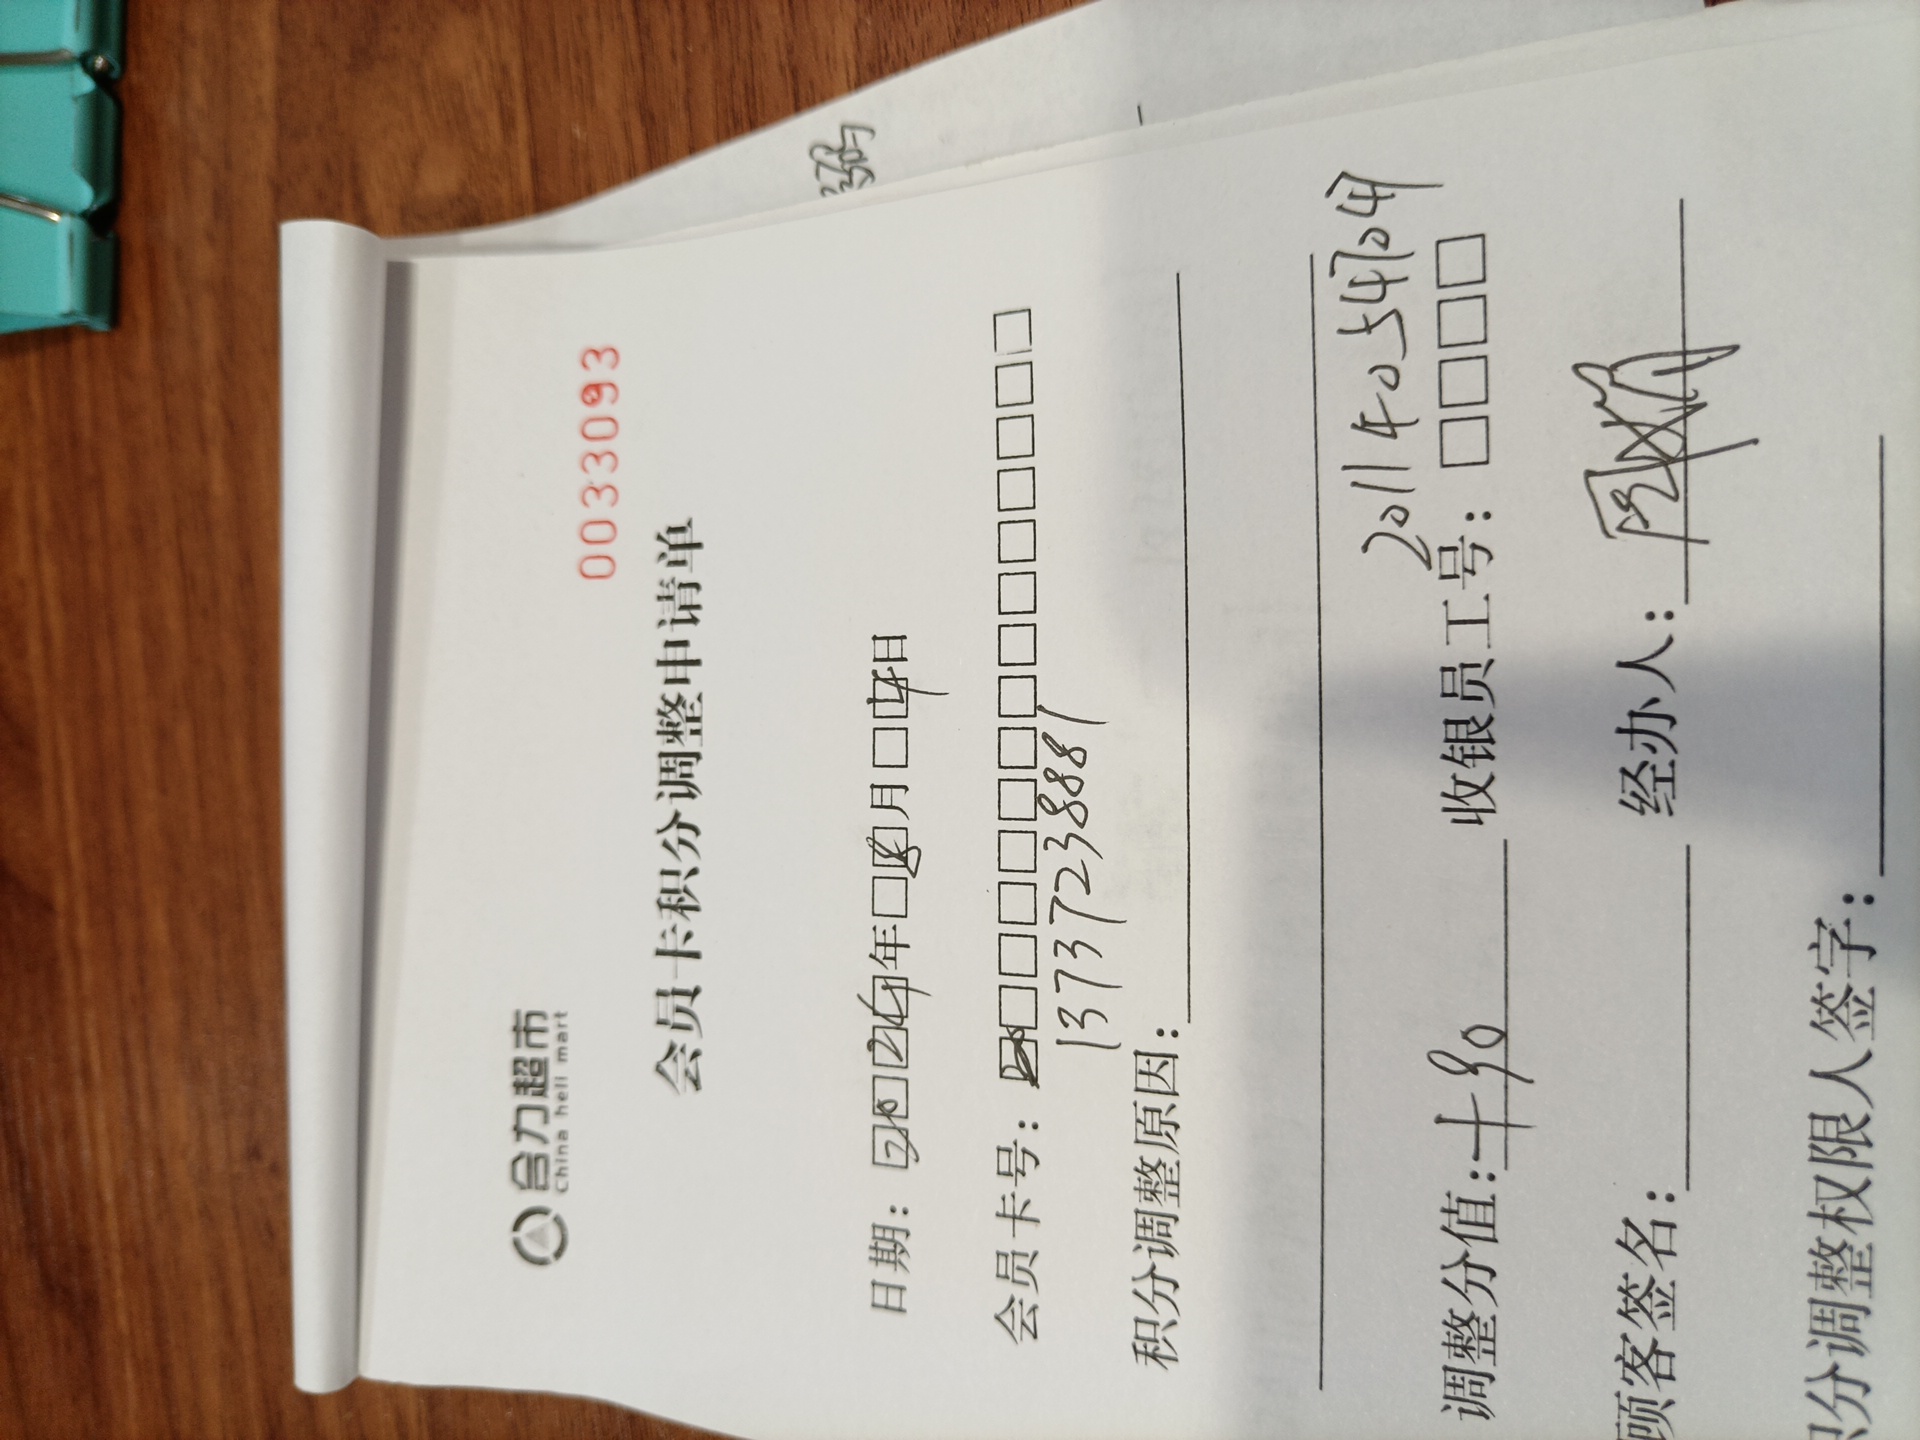 合力超市
China heli mart
0033093
会员卡积分调整申请单
日期：2024年8月14日
会员卡号：
13737238881
积分调整原因：
20114054704
调整分值：+90 收银员工号：
顾客签名： 经办人：
积分调整权限人签字：